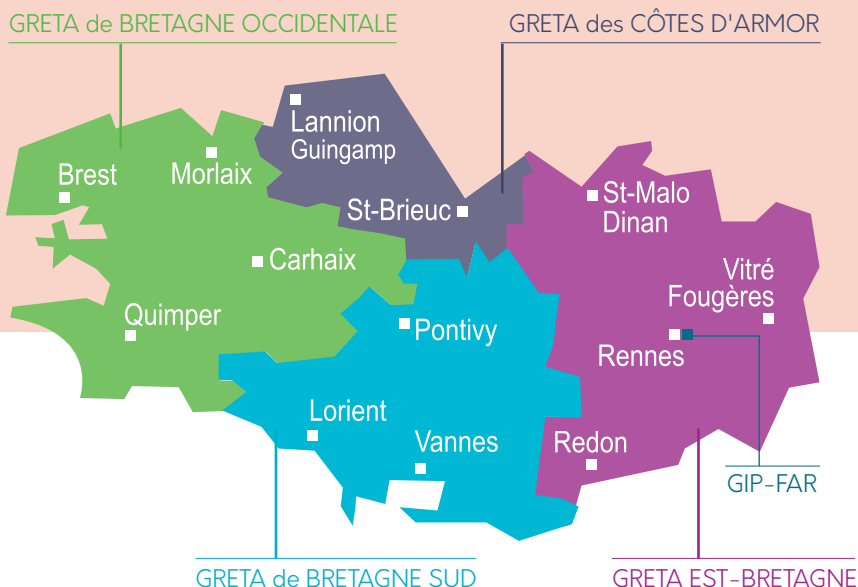 GRETA de BRETAGNE OCCIDENTALE
GRETA des CÔTES D'ARMOR
Lannion
Guingamp
Brest
Morlaix
St-Brieuc
St-Malo
Dinan
Carhaix
Vitré
Fougères
Quimper
Pontivy
Rennes
Lorient
Vannes
Redon
GIP-FAR
GRETA de BRETAGNE SUD
GRETA EST-BRETAGNE